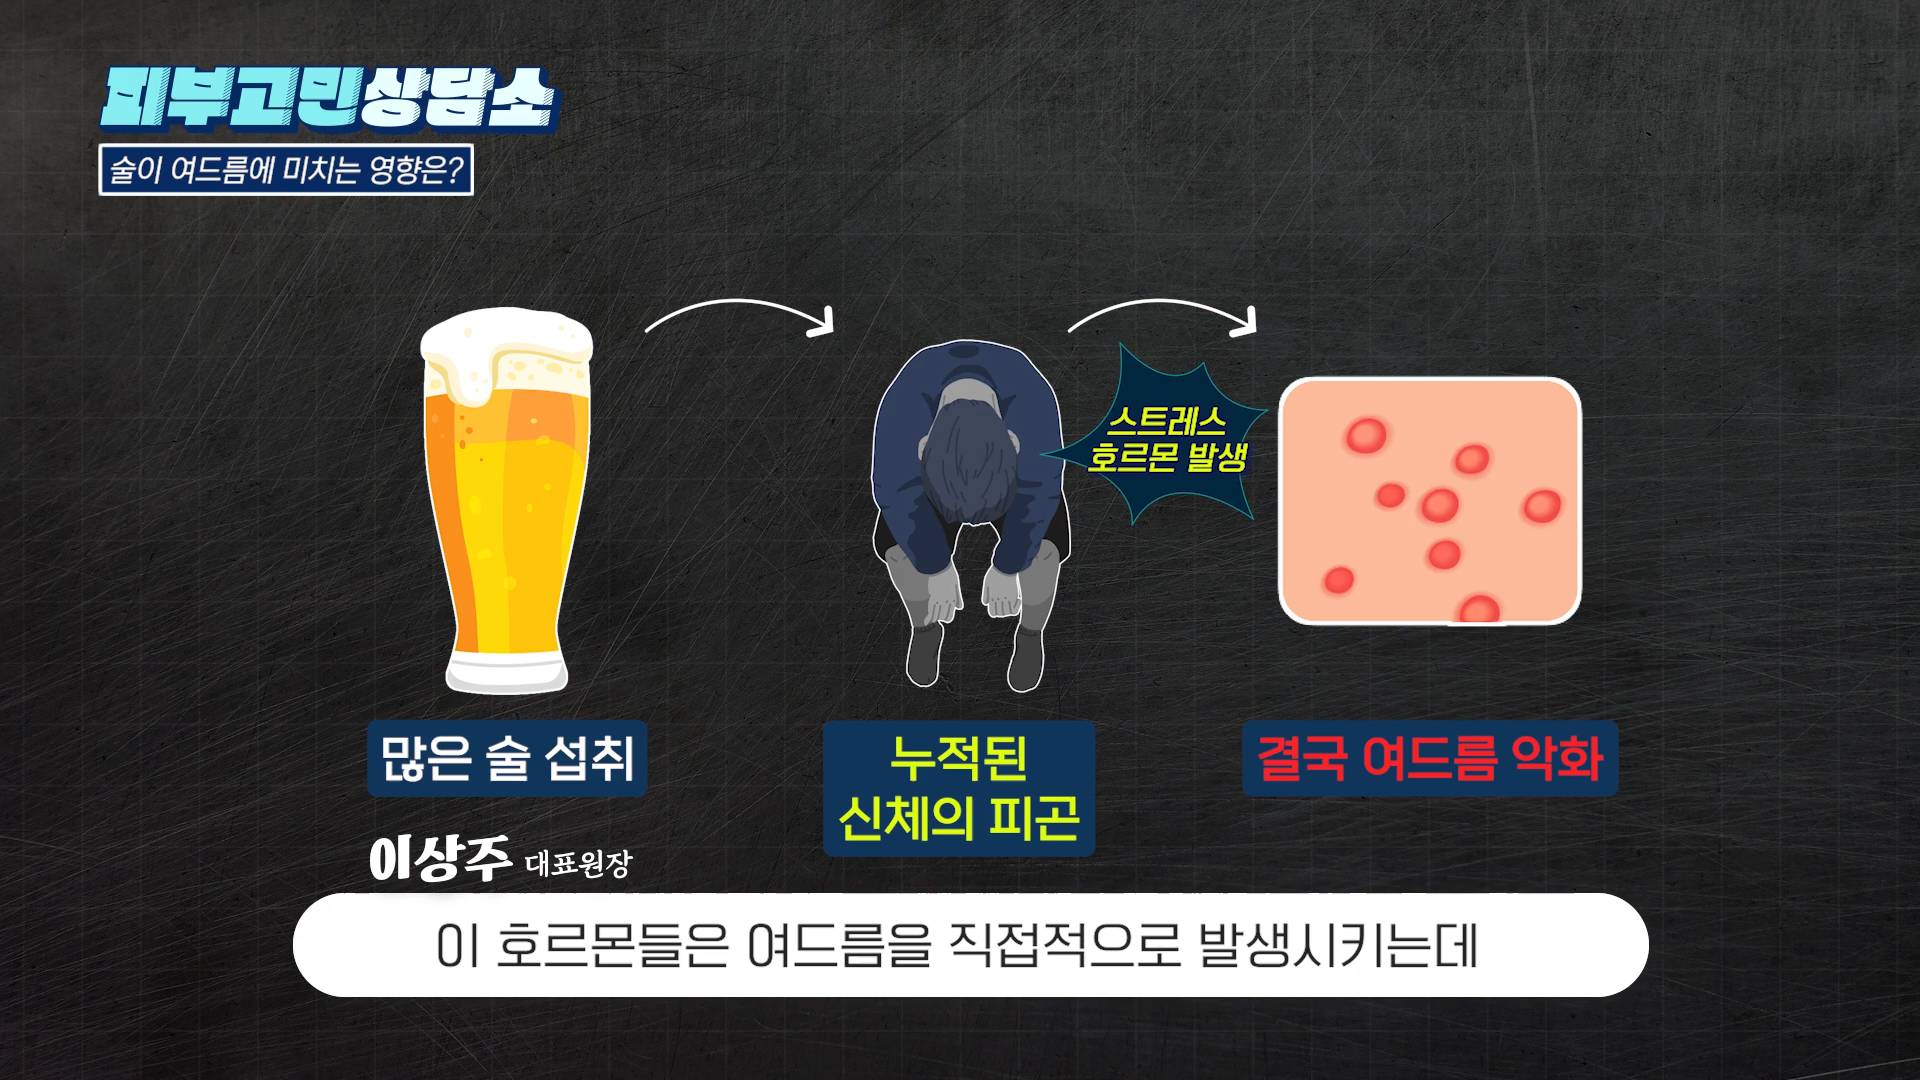 피부고민상담소
술이 여드름에 미치는 영향은?
스트레스
호르몬 발생
많은 술 섭취
누적된
신체의 피곤
결국 여드름 악화
이상주 대표원장
이 호르몬들은 여드름을 직접적으로 발생시키는데